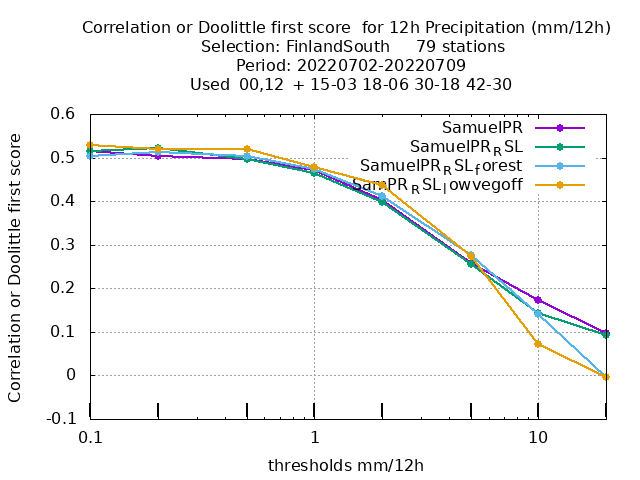 Correlation or Doolittle first score for 12h Precipitation (mm/12h)
Selection: FinlandSouth 79 stations
Period: 20220702-20220709
Used 00,12 + 15-03 18-06 30-18 42-30
SamuelPR
SamuelPR_RSL
SamuelPR_RSL_forest
SamPR_RSL_lowvegoff
Correlation or Doolittle first score
0.6
0.5
0.4
0.3
0.2
0.1
0
-0.1
0.1 1 10
thresholds mm/12h